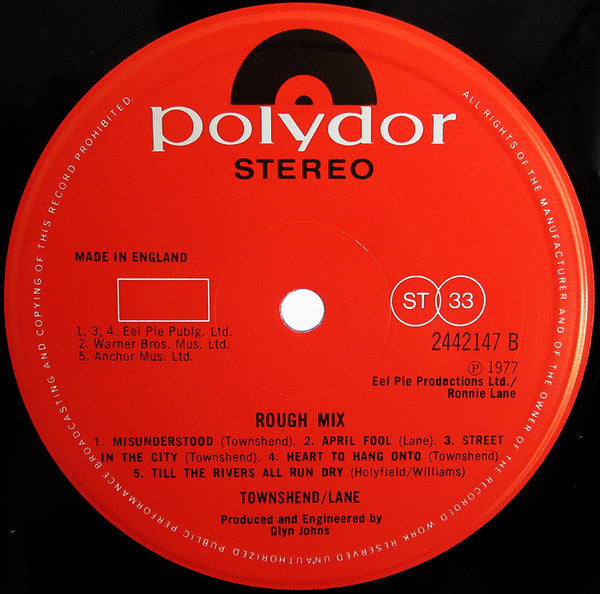 polydor
STEREO
MADE IN ENGLAND
1, 3, 4. Eel Pie Publg. Ltd.
2. Warner Bros. Mus. Ltd.
5. Anchor Mus. Ltd.
ST 33
2442147 B
℗ 1977
Eel Pie Productions Ltd./
Ronnie Lane
ROUGH MIX
1. MISUNDERSTOOD (Townshend). 2. APRIL FOOL (Lane). 3. STREET
IN THE CITY (Townsend). 4. HEART TO HANG ONTO (Townshend)
5. TILL THE RIVERS ALL RUN DRY (Holyfield/Williams)
TOWNSHEND/LANE
Produced and Engineered by
Glyn Johns
ALL RIGHTS OF THE MANUFACTURER AND OF THE OWNER OF THE RECORDED WORK RESERVED UNAUTHORIZED PUBLIC PERFORMANCE BROADCASTING AND COPYING OF THIS RECORD PROHIBITED.